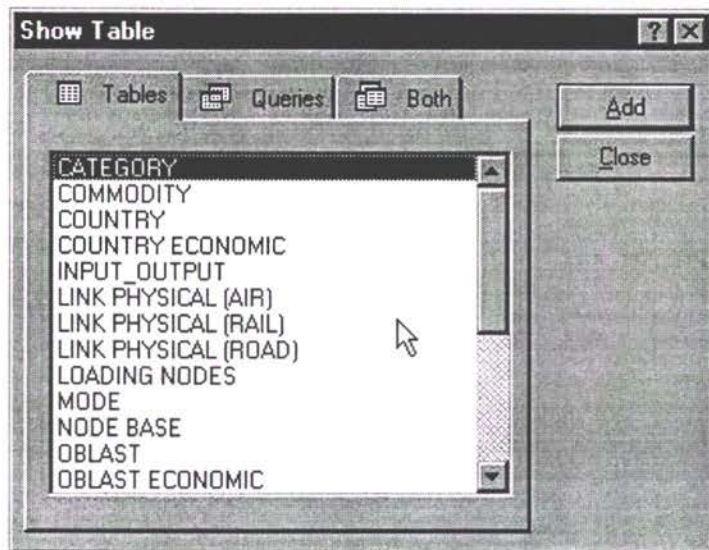 Show Table
Tables Queries Both
Add
Close
CATEGORY
COMMODITY
COUNTRY
COUNTRY ECONOMIC
INPUT_OUTPUT
LINK PHYSICAL (AIR)
LINK PHYSICAL (RAIL)
LINK PHYSICAL (ROAD)
LOADING NODES
MODE
NODE BASE
OBLAST
OBLAST ECONOMIC